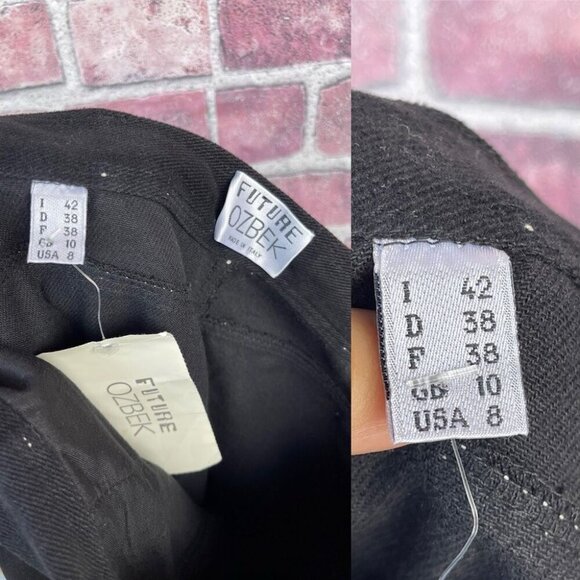 I 42
D 38
F 38
GB 10
USA 8
FUTURE
OZBEK
MADE IN ITALY
FUTURE
OZBEK
I 42
D 38
F 38
GB 10
USA 8